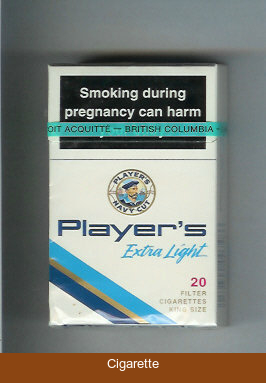 Smoking during
pregnancy can harm
OIT ACQUITTÉ — BRITISH COLUMBIA -
PLAYER'S
NAVY CUT
Player's
Extra Light
20
FILTER
CIGARETTES
KING SIZE
Cigarette